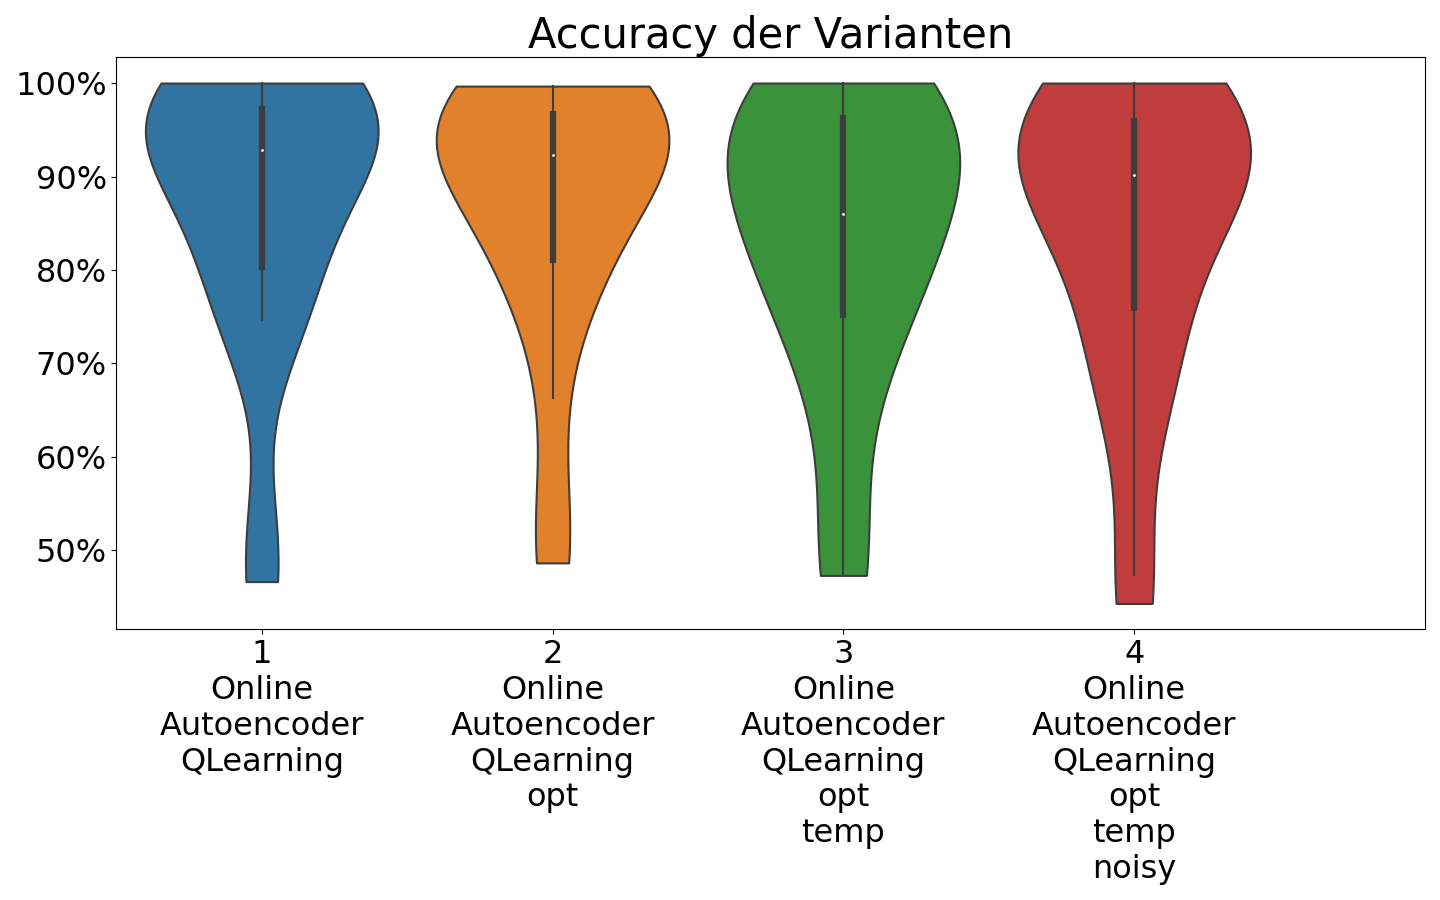 Accuracy der Varianten
100%
90%
80%
70%
60%
50%
1
Online
Autoencoder
QLearning
2
Online
Autoencoder
QLearning
opt
3
Online
Autoencoder
QLearning
opt
temp
4
Online
Autoencoder
QLearning
opt
temp
noisy